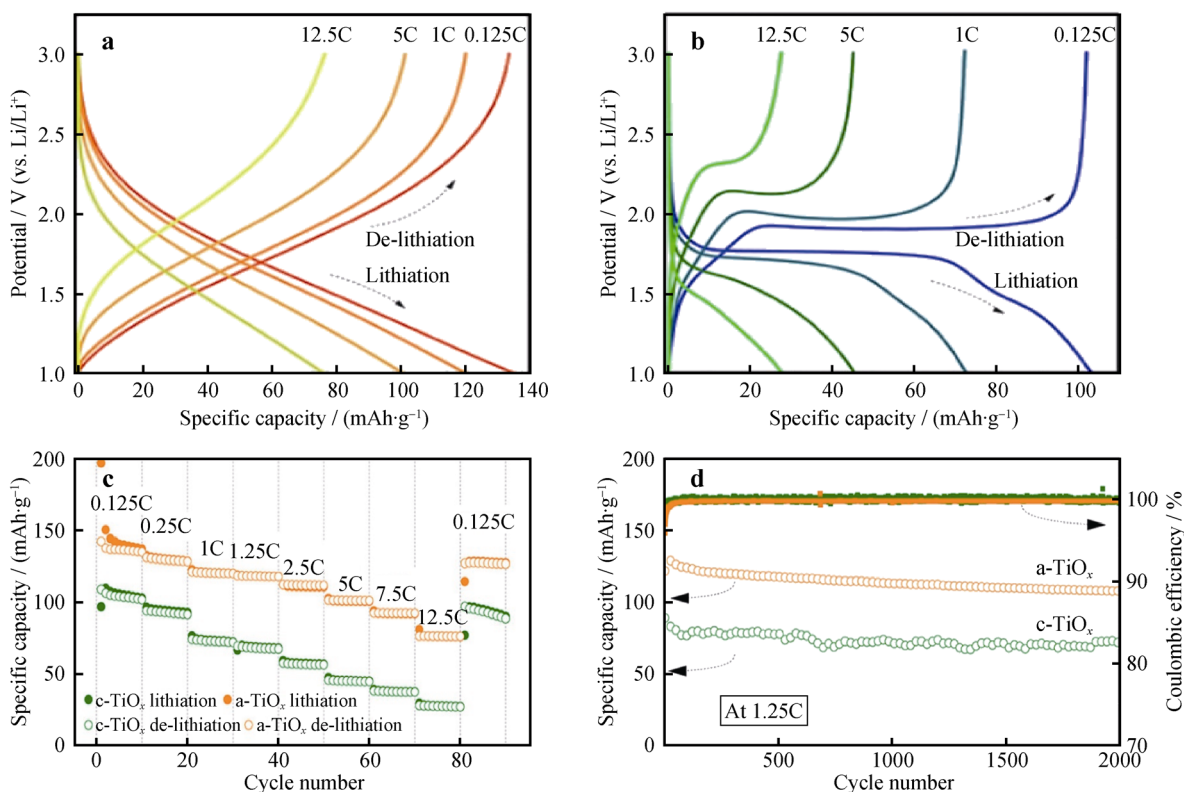 a
12.5C 5C 1C 0.125C
3.0
2.5
2.0
1.5
1.0
Potential / V (vs. Li/Li⁺)
De-lithiation
Lithiation
0 20 40 60 80 100 120 140
Specific capacity / (mAh·g⁻¹)
b
12.5C 5C 1C 0.125C
3.0
2.5
2.0
1.5
1.0
Potential / V (vs. Li/Li⁺)
De-lithiation
Lithiation
0 20 40 60 80 100
Specific capacity / (mAh·g⁻¹)
c
200
150
100
50
0
Specific capacity / (mAh·g⁻¹)
0.125C
0.25C
1C
1.25C
2.5C
5C
7.5C
12.5C
0.125C
c-TiOₓ lithiation a-TiOₓ lithiation
c-TiOₓ de-lithiation a-TiOₓ de-lithiation
0 20 40 60 80
Cycle number
d
200
150
100
50
0
Specific capacity / (mAh·g⁻¹)
a-TiOₓ
c-TiOₓ
At 1.25C
100
90
80
70
Coulombic efficiency / %
500 1000 1500 2000
Cycle number